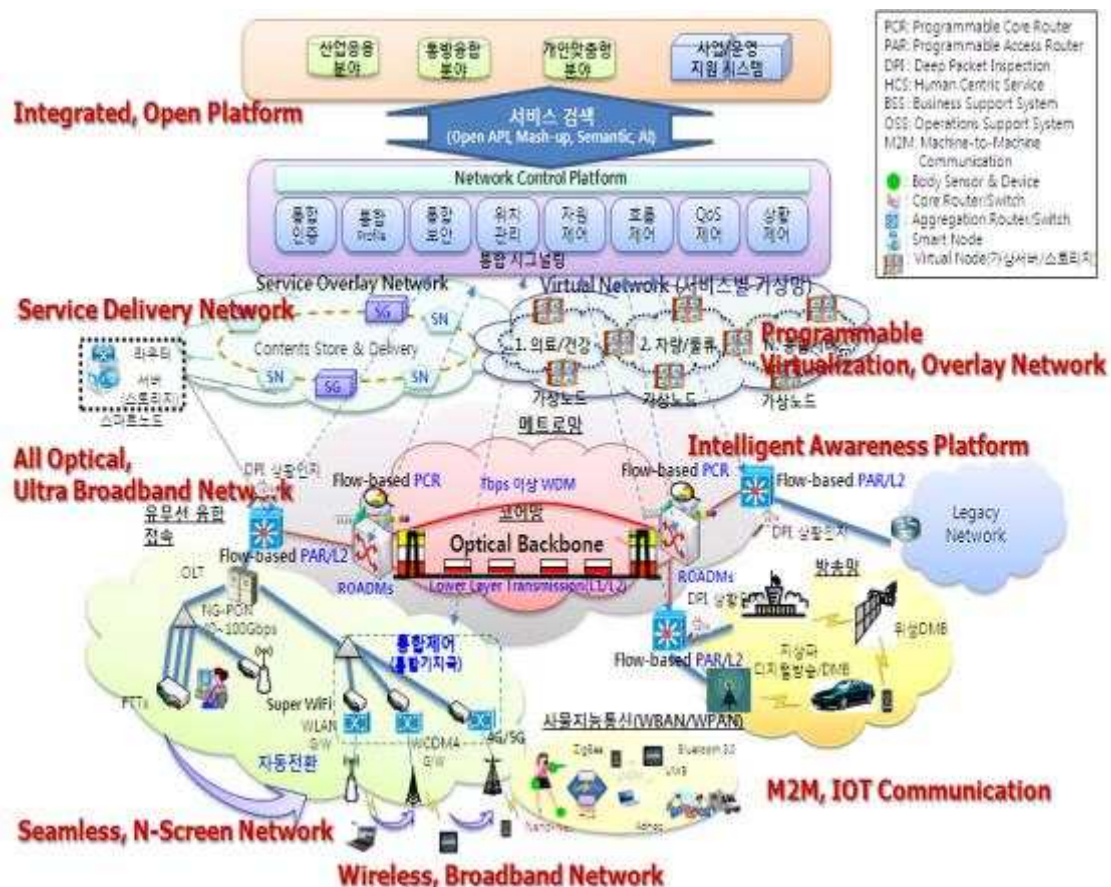 산업응용
분야
통방융합
분야
개인맞춤형
분야
사업/운영
지원 시스템
Integrated, Open Platform
서비스 검색
(Open API, Mash-up, Semantic, AI)
PCR: Programmable Core Router
PAR: Programmable Access Router
DPI: Deep Packet Inspection
HCS: Human Centric Service
BSS: Business Support System
OSS: Operations Support System
M2M: Machine-to-Machine
Communication
: Body Sensor & Device
: Core Router/Switch
: Aggregation Router/Switch
: Smart Node
: Virtual Node(가상서버/스토리지)
Network Control Platform
통합
인증
통합
Profile
통합
보안
위치
관리
자원
제어
흐름
제어
QoS
제어
상황
제어
통합 시그널링
Service Overlay Network
Virtual Network (서비스별 가상망)
Service Delivery Network
SG
SN
SN
Contents Store & Delivery
SN
SG
SN
라우터
서버
(스토리지)
스마트노드
1. 의료/건강
2. 차량/물류
가상노드
가상노드
가상노드
Programmable
Virtualization, Overlay Network
메트로망
All Optical,
Ultra Broadband Network
Intelligent Awareness Platform
DPI 상황인지
Flow-based PCR
Tbps 이상 WDM
Flow-based PCR
Flow-based PAR/L2
유무선 융합
접속
코어망
Optical Backbone
Lower Layer Transmission(L1/L2)
DPI 상황인지
Legacy
Network
Flow-based PAR/L2
ROADMs
ROADMs
DPI 상황
방송망
OLT
NG-PON
40~100Gbps
통합제어
(통합기지국)
Flow-based PAR/L2
위성DMB
지상파
디지털방송/DMB
FTTx
Super WiFi
WLAN
G/W
WCDMA
G/W
4G/5G
자동전환
사물지능통신(WBAN/WPAN)
ZigBee
Bluetooth 3.0
UWB
Adhoc
M2M, IOT Communication
Seamless, N-Screen Network
Wireless, Broadband Network